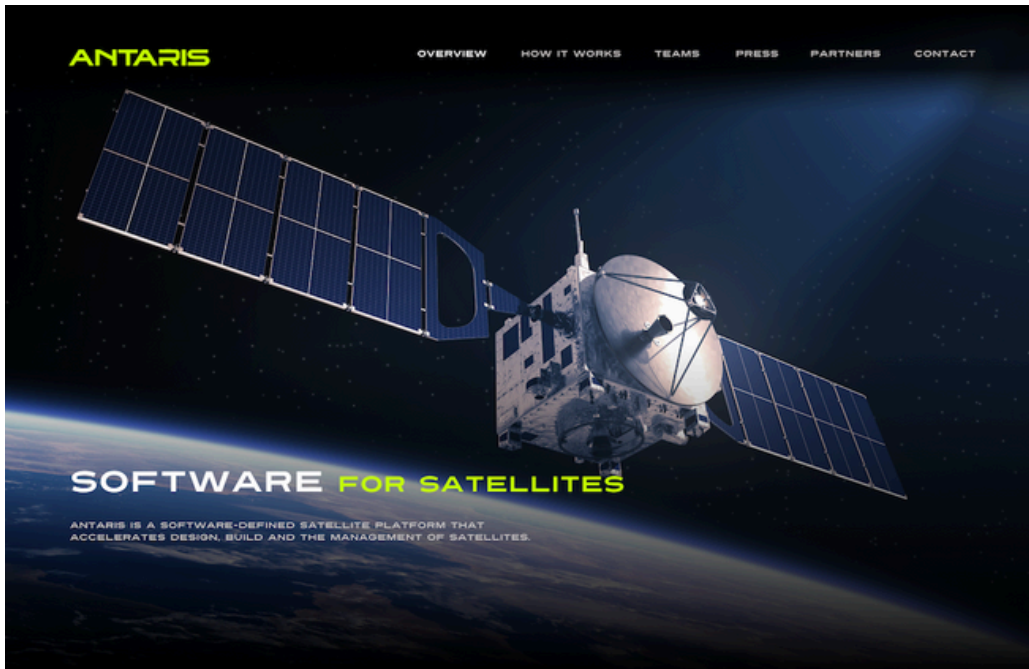 ANTARIS
OVERVIEW HOW IT WORKS TEAMS PRESS PARTNERS CONTACT
SOFTWARE FOR SATELLITES
ANTARIS IS A SOFTWARE-DEFINED SATELLITE PLATFORM THAT
ACCELERATES DESIGN, BUILD AND THE MANAGEMENT OF SATELLITES.